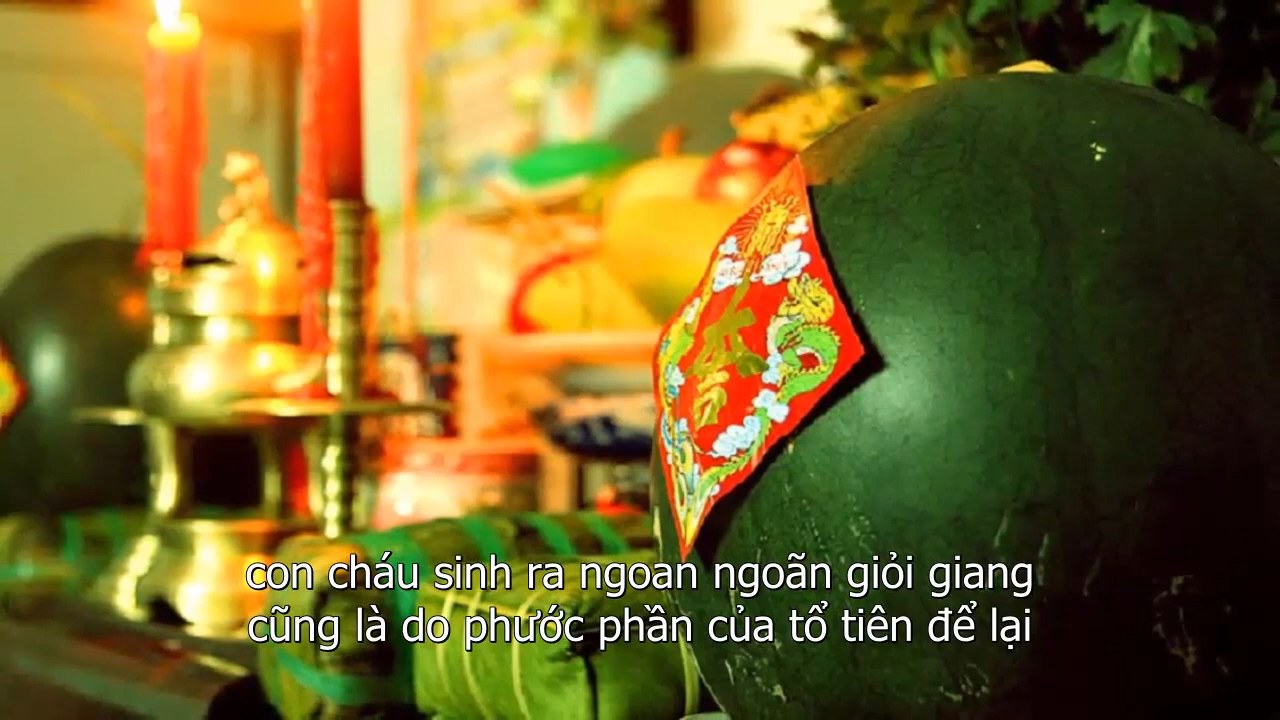 con cháu sinh ra ngoan ngoãn giỏi giang
cũng là do phước phần của tổ tiên để lại